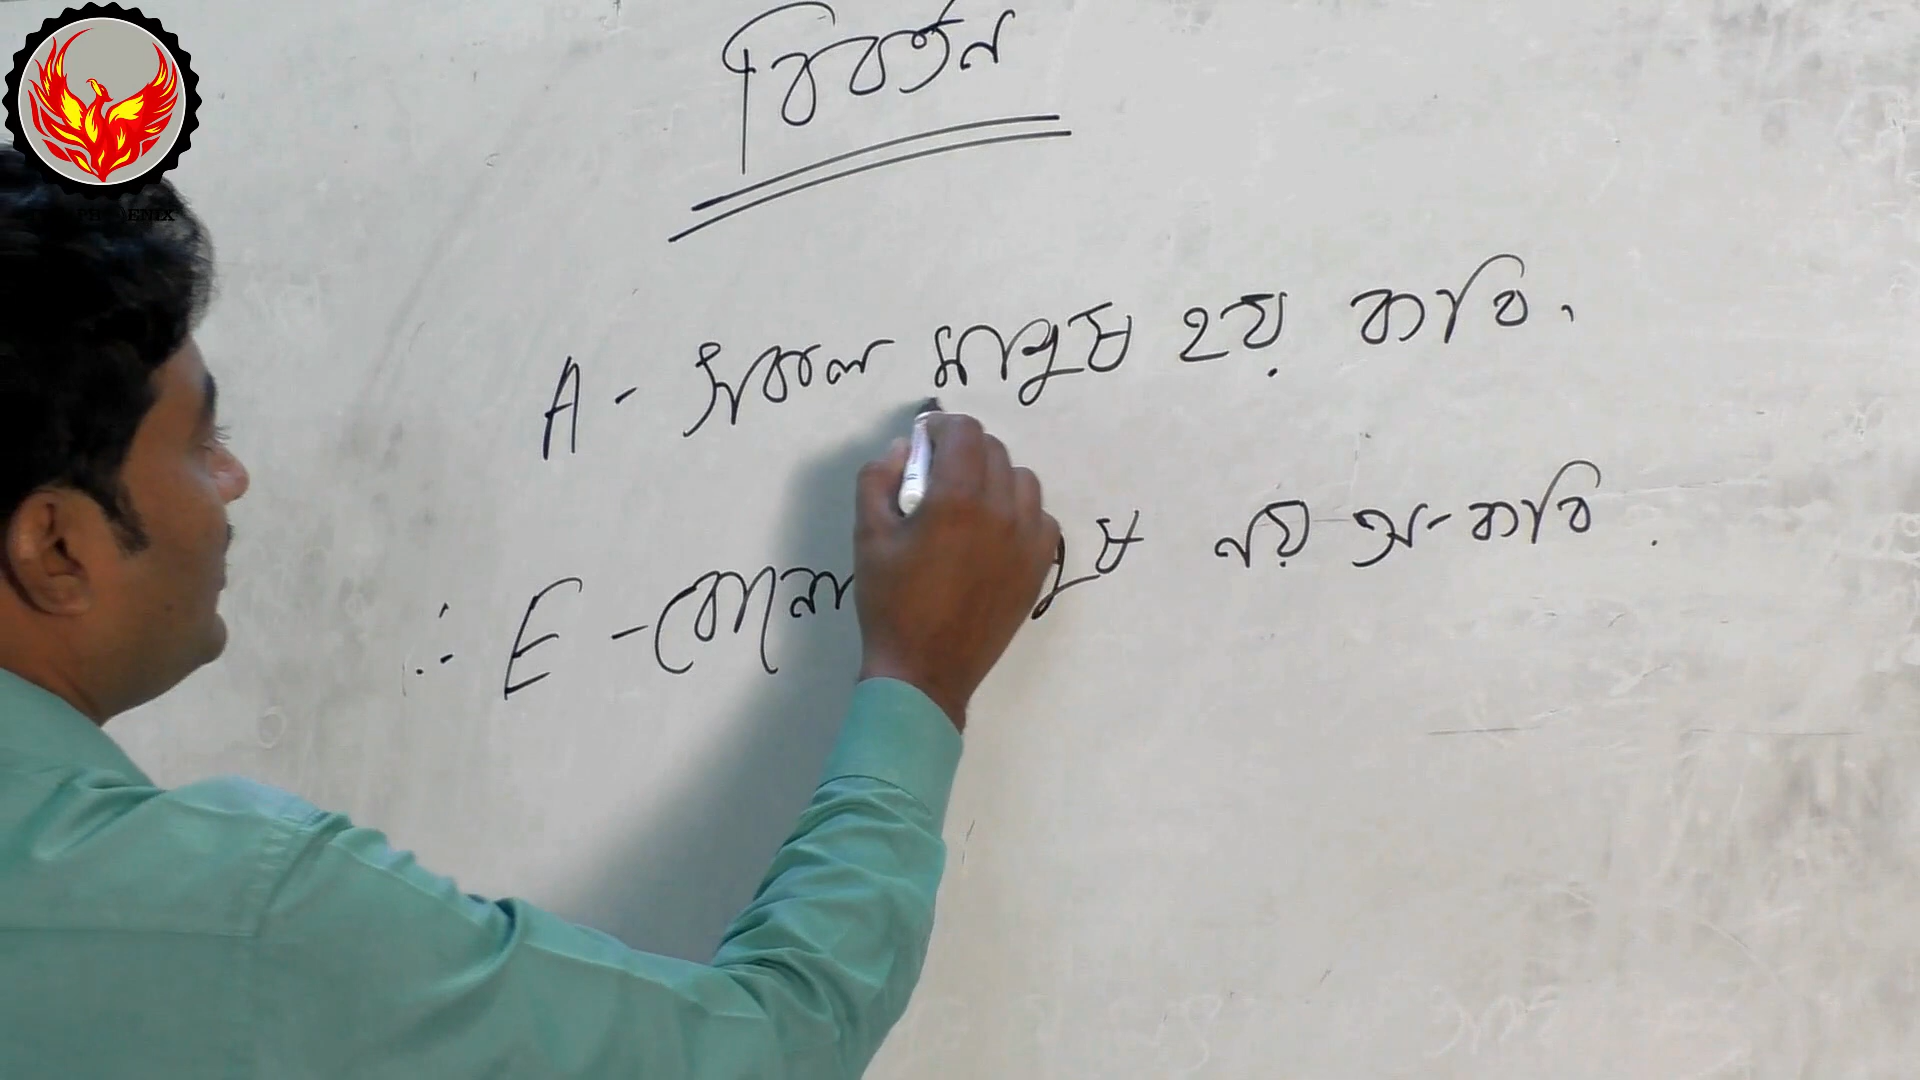 বিবর্তন
A - সকল মানুষ হয় কবি.
∴ E - কোনো নুষ নয় অ-কবি.